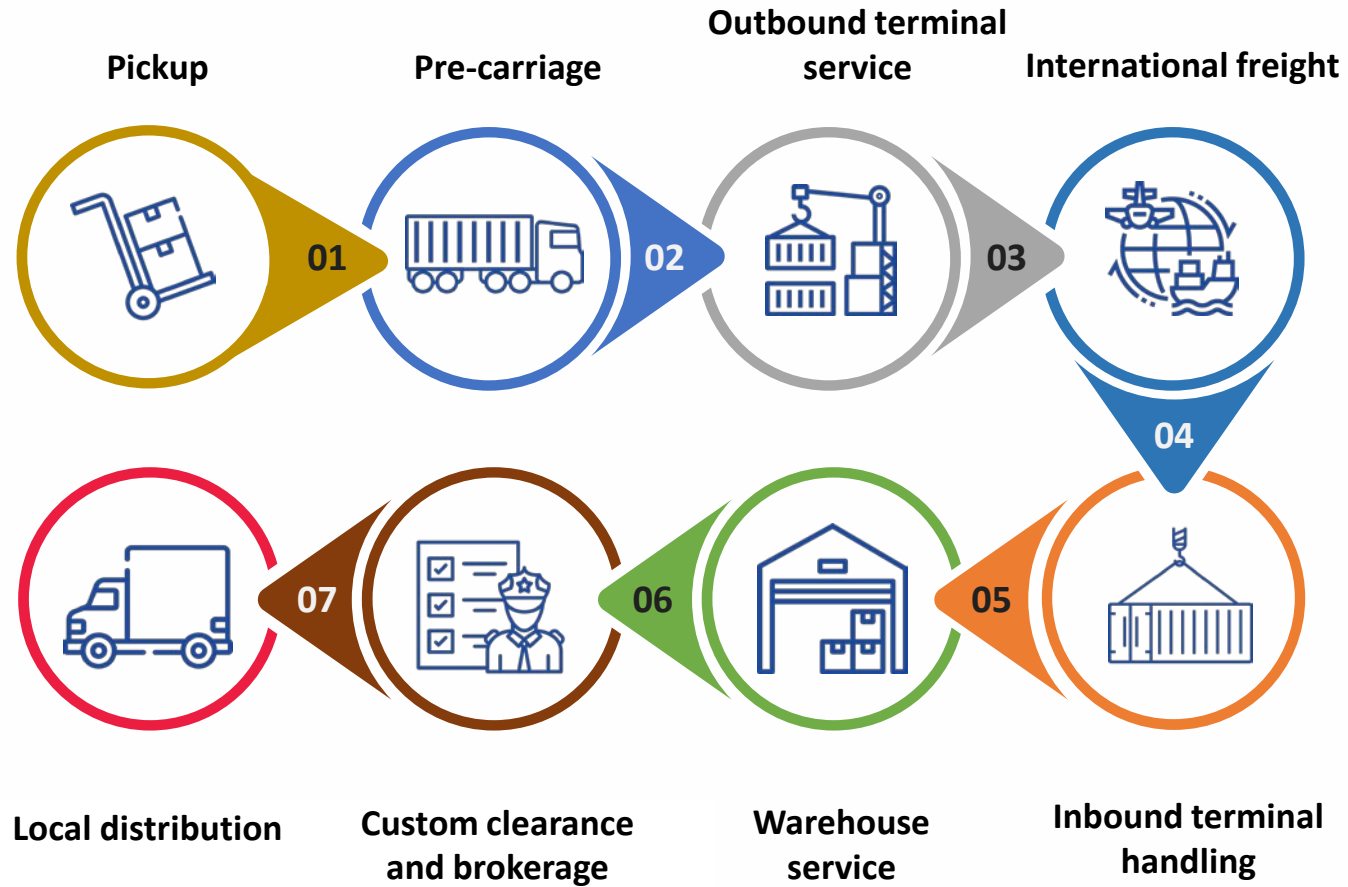 Pickup
Pre-carriage
Outbound terminal
service
International freight
01
02
03
04
05
06
07
Local distribution
Custom clearance
and brokerage
Warehouse
service
Inbound terminal
handling